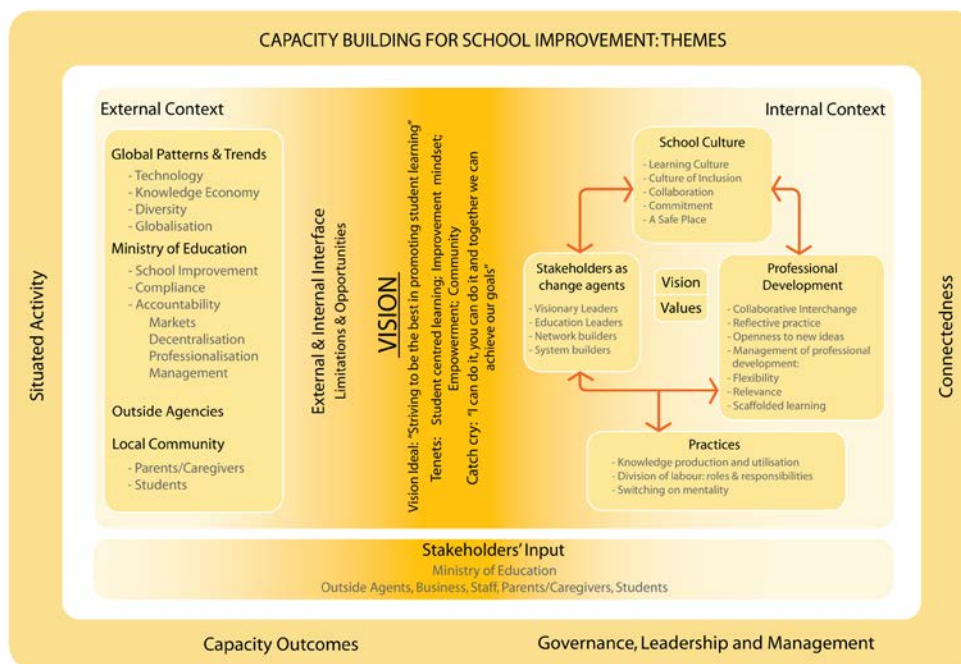 CAPACITY BUILDING FOR SCHOOL IMPROVEMENT: THEMES
Situated Activity
External Context
Global Patterns & Trends
- Technology
- Knowledge Economy
- Diversity
- Globalisation
Ministry of Education
- School Improvement
- Compliance
- Accountability
Markets
Decentralisation
Professionalisation
Management
Outside Agencies
Local Community
- Parents/Caregivers
- Students
External & Internal Interface
Limitations & Opportunities
VISION
Vision Ideal: "Striving to be the best in promoting student learning"
Tenets: Student centred learning; Improvement mindset;
Empowerment; Community
Catch cry: "I can do it, you can do it and together we can
achieve our goals"
Internal Context
School Culture
- Learning Culture
- Culture of Inclusion
- Collaboration
- Commitment
- A Safe Place
Stakeholders as
change agents
- Visionary Leaders
- Education Leaders
- Network builders
- System builders
Vision
Values
Professional
Development
- Collaborative Interchange
- Reflective practice
- Openness to new ideas
- Management of professional
development:
- Flexibility
- Relevance
- Scaffolded learning
Practices
- Knowledge production and utilisation
- Division of labour: roles & responsibilities
- Switching on mentality
Connectedness
Stakeholders' Input
Ministry of Education
Outside Agents, Business, Staff, Parents/Caregivers, Students
Capacity Outcomes
Governance, Leadership and Management